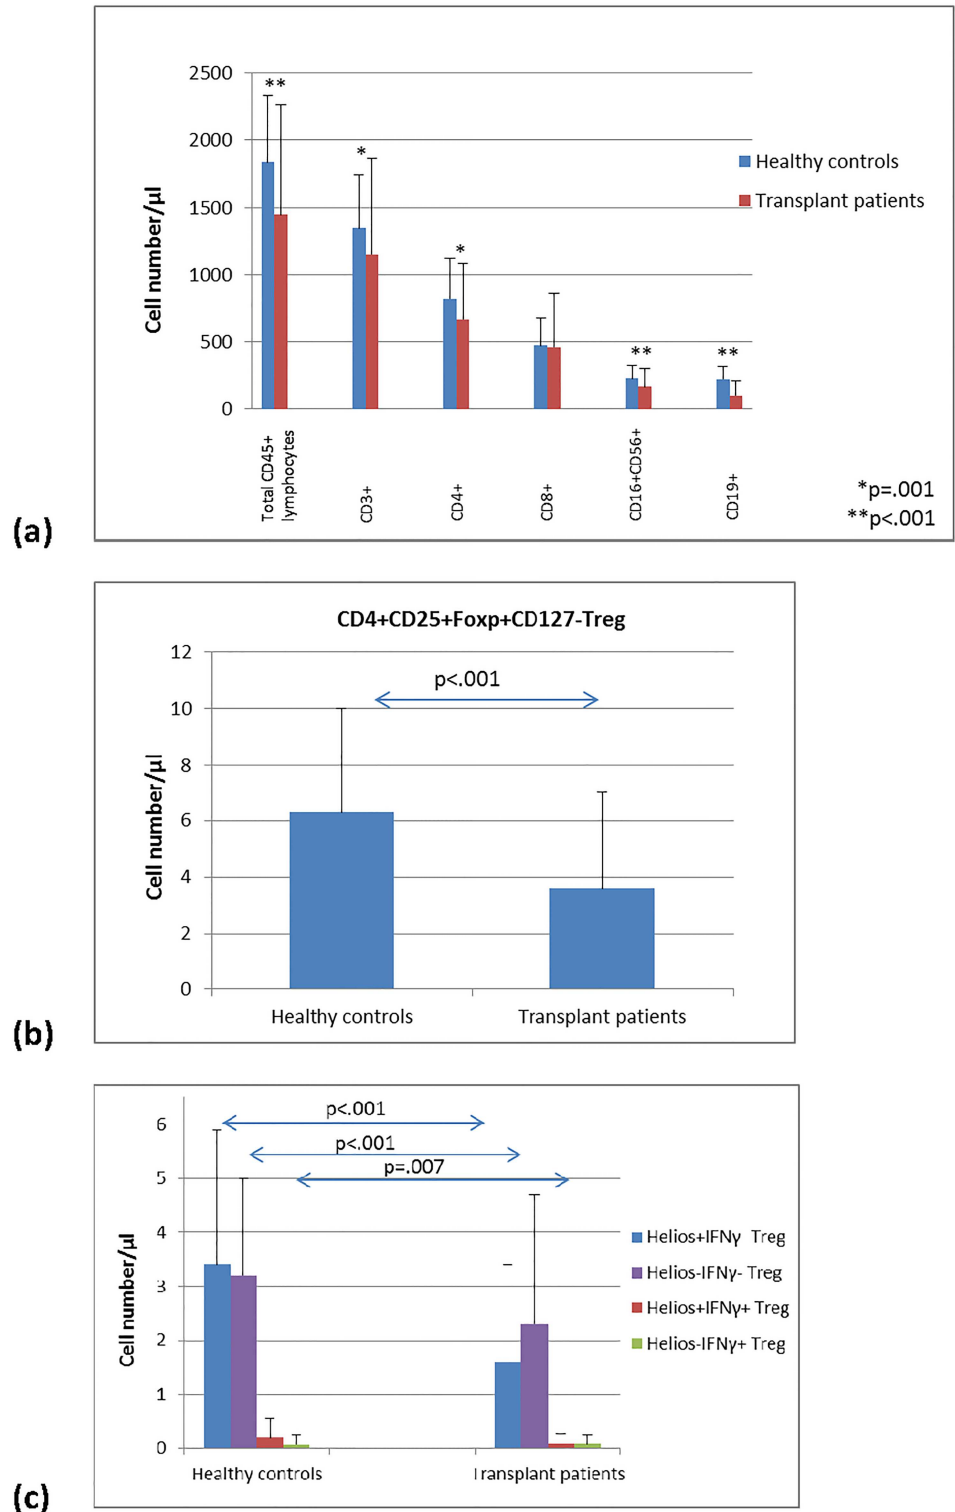 (a)
2500
2000
1500
1000
500
0
Cell number/µl
**
*
*
**
**
Healthy controls
Transplant patients
Total CD45+
lymphocytes
CD3+
CD4+
CD8+
CD16+CD56+
CD19+
*p=.001
**p<.001
(b)
CD4+CD25+Foxp+CD127-Treg
12
10
8
6
4
2
0
Cell number/µl
p<.001
Healthy controls
Transplant patients
(c)
6
5
4
3
2
1
0
Cell number/µl
p<.001
p<.001
p=.007
Helios+IFNγ Treg
Helios-IFNγ- Treg
Helios+IFNγ+ Treg
Helios-IFNγ+ Treg
Healthy controls
Transplant patients